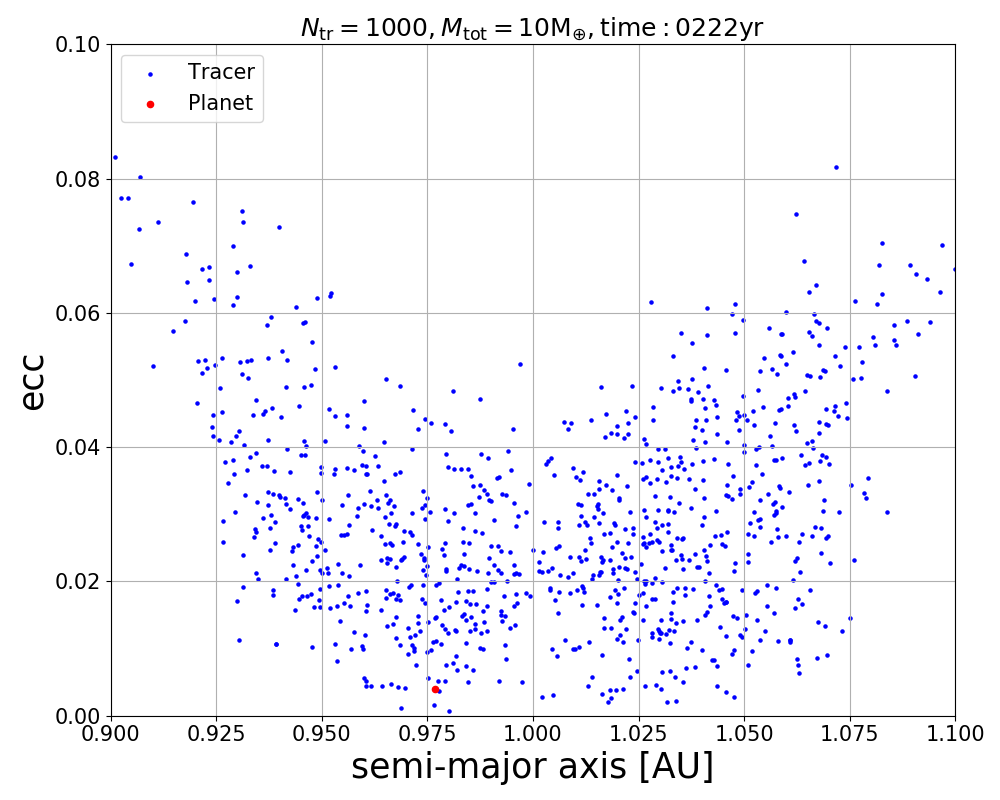 N_tr = 1000, M_tot = 10M_⊕, time : 0222yr
0.10
Tracer
Planet
0.08
0.06
ecc
0.04
0.02
0.00
0.900 0.925 0.950 0.975 1.000 1.025 1.050 1.075 1.100
semi-major axis [AU]